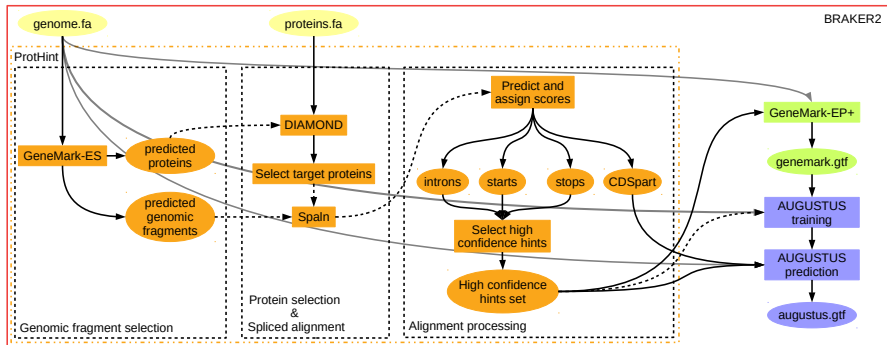 genome.fa
proteins.fa
BRAKER2
ProtHint
Predict and
assign scores
GeneMark-EP+
DIAMOND
GeneMark-ES
predicted
proteins
genemark.gtf
Select target proteins
introns
starts
stops
CDSpart
predicted
genomic
fragments
Spaln
AUGUSTUS
training
Select high
confidence hints
AUGUSTUS
prediction
High confidence
hints set
augustus.gtf
Genomic fragment selection
Protein selection
&
Spliced alignment
Alignment processing